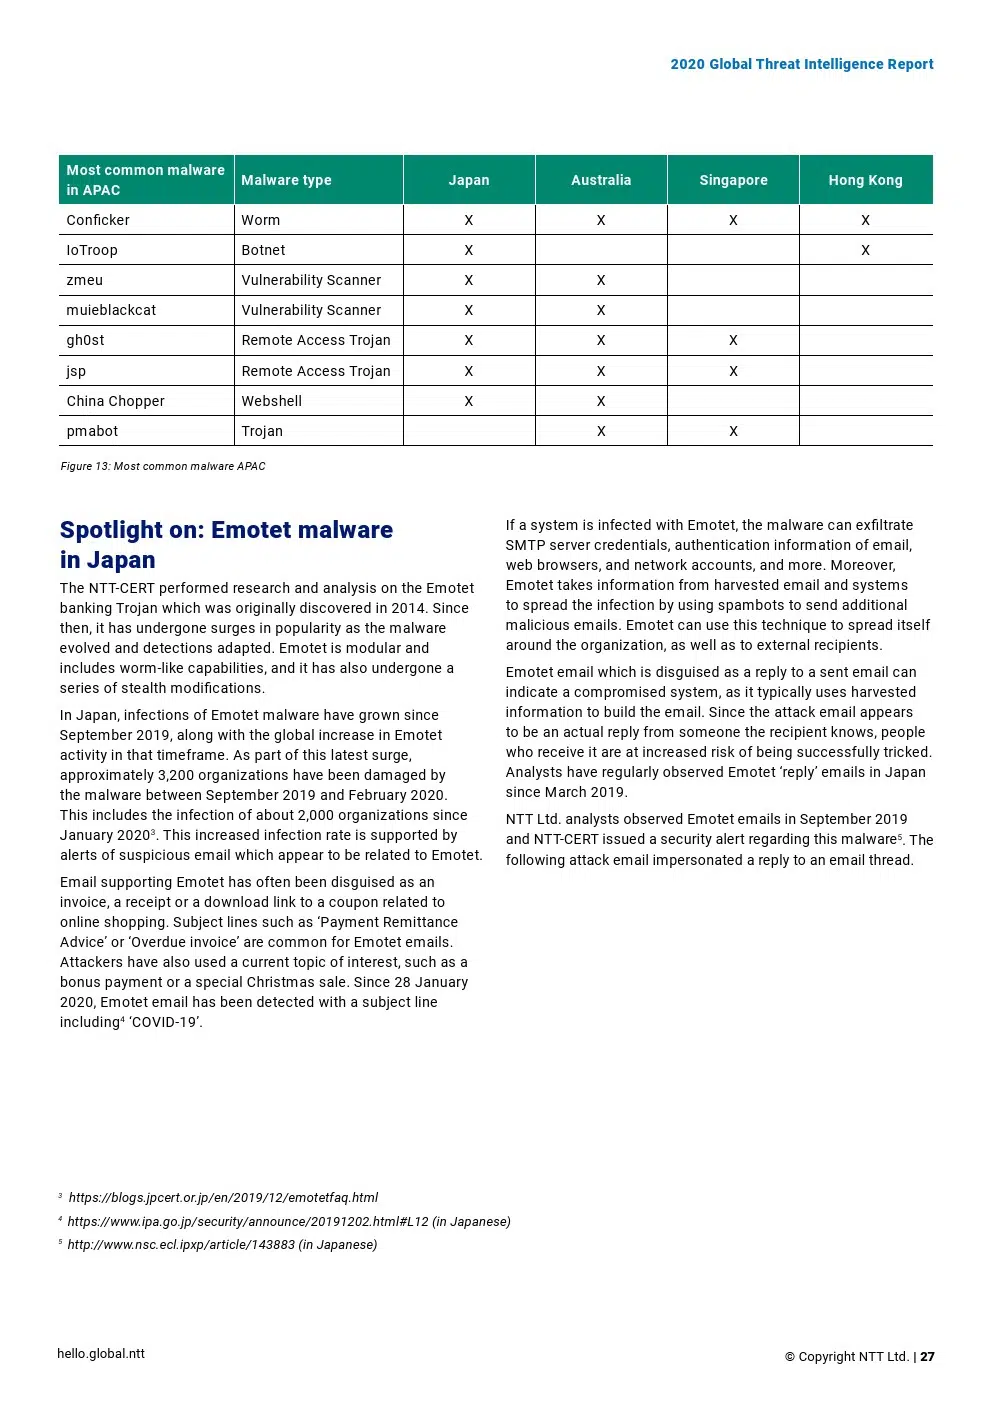 2020 Global Threat Intelligence Report
Most common malware in APAC | Malware type | Japan | Australia | Singapore | Hong Kong
Conficker | Worm | X | X | X | X
IoTroop | Botnet | X | | | X
zmeu | Vulnerability Scanner | X | X | |
muieblackcat | Vulnerability Scanner | X | X | |
gh0st | Remote Access Trojan | X | X | X |
jsp | Remote Access Trojan | X | X | X |
China Chopper | Webshell | X | X | |
pmabot | Trojan | | X | X |
Figure 13: Most common malware APAC
Spotlight on: Emotet malware
in Japan
The NTT-CERT performed research and analysis on the Emotet
banking Trojan which was originally discovered in 2014. Since
then, it has undergone surges in popularity as the malware
evolved and detections adapted. Emotet is modular and
includes worm-like capabilities, and it has also undergone a
series of stealth modifications.
In Japan, infections of Emotet malware have grown since
September 2019, along with the global increase in Emotet
activity in that timeframe. As part of this latest surge,
approximately 3,200 organizations have been damaged by
the malware between September 2019 and February 2020.
This includes the infection of about 2,000 organizations since
January 2020³. This increased infection rate is supported by
alerts of suspicious email which appear to be related to Emotet.
Email supporting Emotet has often been disguised as an
invoice, a receipt or a download link to a coupon related to
online shopping. Subject lines such as ‘Payment Remittance
Advice’ or ‘Overdue invoice’ are common for Emotet emails.
Attackers have also used a current topic of interest, such as a
bonus payment or a special Christmas sale. Since 28 January
2020, Emotet email has been detected with a subject line
including⁴ ‘COVID-19’.
If a system is infected with Emotet, the malware can exfiltrate
SMTP server credentials, authentication information of email,
web browsers, and network accounts, and more. Moreover,
Emotet takes information from harvested email and systems
to spread the infection by using spambots to send additional
malicious emails. Emotet can use this technique to spread itself
around the organization, as well as to external recipients.
Emotet email which is disguised as a reply to a sent email can
indicate a compromised system, as it typically uses harvested
information to build the email. Since the attack email appears
to be an actual reply from someone the recipient knows, people
who receive it are at increased risk of being successfully tricked.
Analysts have regularly observed Emotet ‘reply’ emails in Japan
since March 2019.
NTT Ltd. analysts observed Emotet emails in September 2019
and NTT-CERT issued a security alert regarding this malware⁵. The
following attack email impersonated a reply to an email thread.
³ https://blogs.jpcert.or.jp/en/2019/12/emotetfaq.html
⁴ https://www.ipa.go.jp/security/announce/20191202.html#L12 (in Japanese)
⁵ http://www.nsc.ecl.ipxp/article/143883 (in Japanese)
hello.global.ntt
© Copyright NTT Ltd. | 27